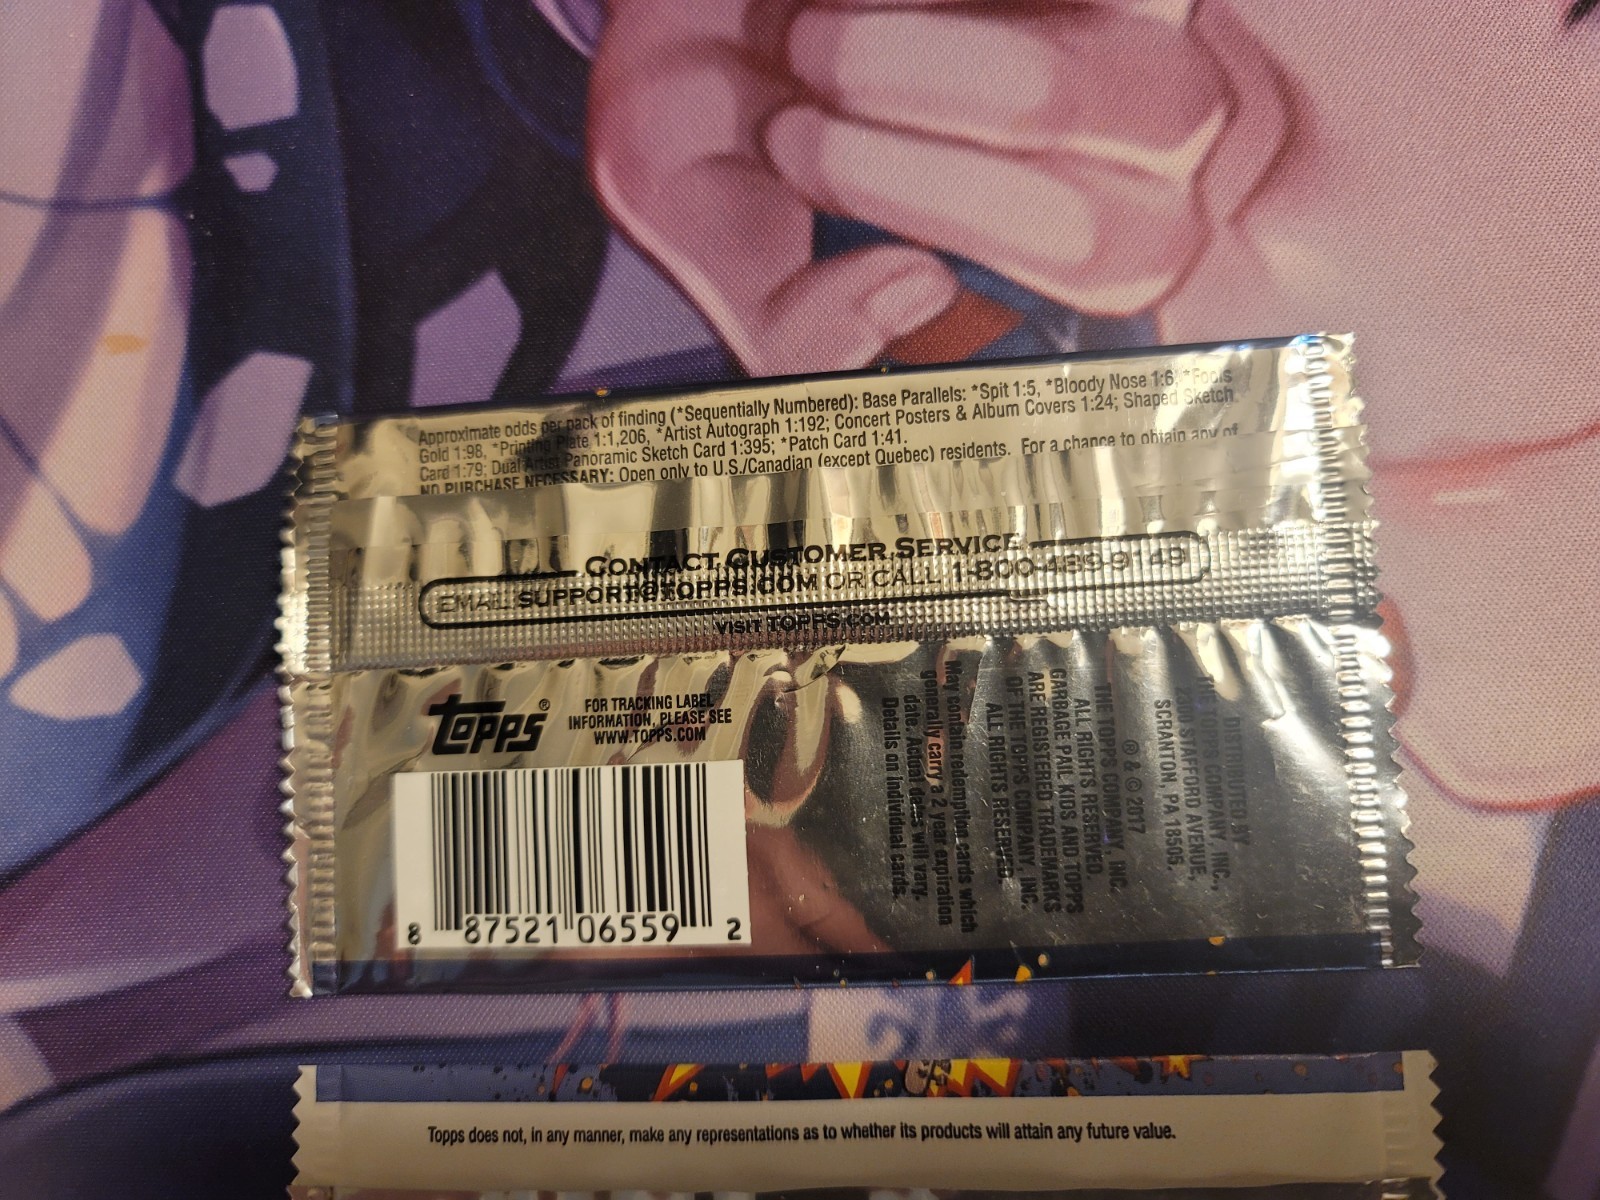 Approximate odds per pack of finding (*Sequentially Numbered): Base Parallels: *Spit 1:5, *Bloody Nose 1:6, *Fools
Gold 1:98, *Printing Plate 1:1,206, *Artist Autograph 1:192; Concert Posters & Album Covers 1:24; Shaped Sketch
Card 1:79; Dual Artist Panoramic Sketch Card 1:395; *Patch Card 1:41.
NO PURCHASE NECESSARY: Open only to U.S./Canadian (except Quebec) residents. For a chance to obtain any of
CONTACT CUSTOMER SERVICE
EMAIL SUPPORT@TOPPS.COM OR CALL 1-800-489-9149
VISIT TOPPS.COM
topps®
FOR TRACKING LABEL
INFORMATION, PLEASE SEE
WWW.TOPPS.COM
8 87521 06559 2
DISTRIBUTED BY
THE TOPPS COMPANY, INC.,
STAFFORD AVENUE,
SCRANTON, PA 18505.
® & © 2017
THE TOPPS COMPANY, INC.
ALL RIGHTS RESERVED.
GARBAGE PAIL KIDS AND TOPPS
ARE REGISTERED TRADEMARKS
OF THE TOPPS COMPANY, INC.
ALL RIGHTS RESERVED.
May contain redemption cards which
generally carry a 2 year expiration
date. Actual dates will vary.
Details on individual cards.
Topps does not, in any manner, make any representations as to whether its products will attain any future value.